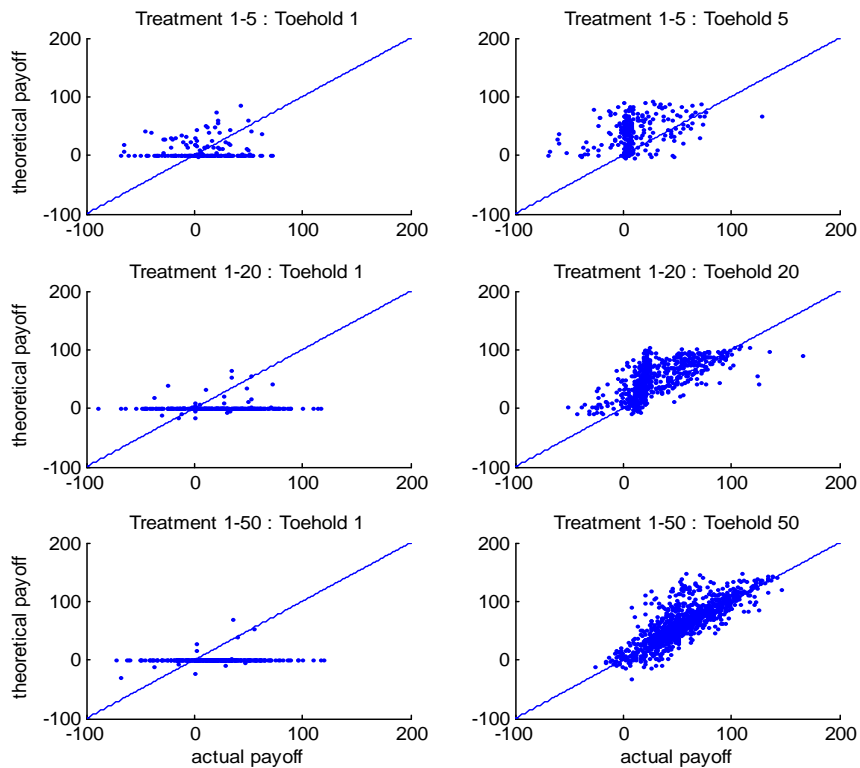 Treatment 1-5 : Toehold 1
Treatment 1-5 : Toehold 5
theoretical payoff
200
100
0
-100
-100 0 100 200
200
100
0
-100
-100 0 100 200
Treatment 1-20 : Toehold 1
Treatment 1-20 : Toehold 20
theoretical payoff
200
100
0
-100
-100 0 100 200
200
100
0
-100
-100 0 100 200
Treatment 1-50 : Toehold 1
Treatment 1-50 : Toehold 50
theoretical payoff
200
100
0
-100
-100 0 100 200
actual payoff
200
100
0
-100
-100 0 100 200
actual payoff